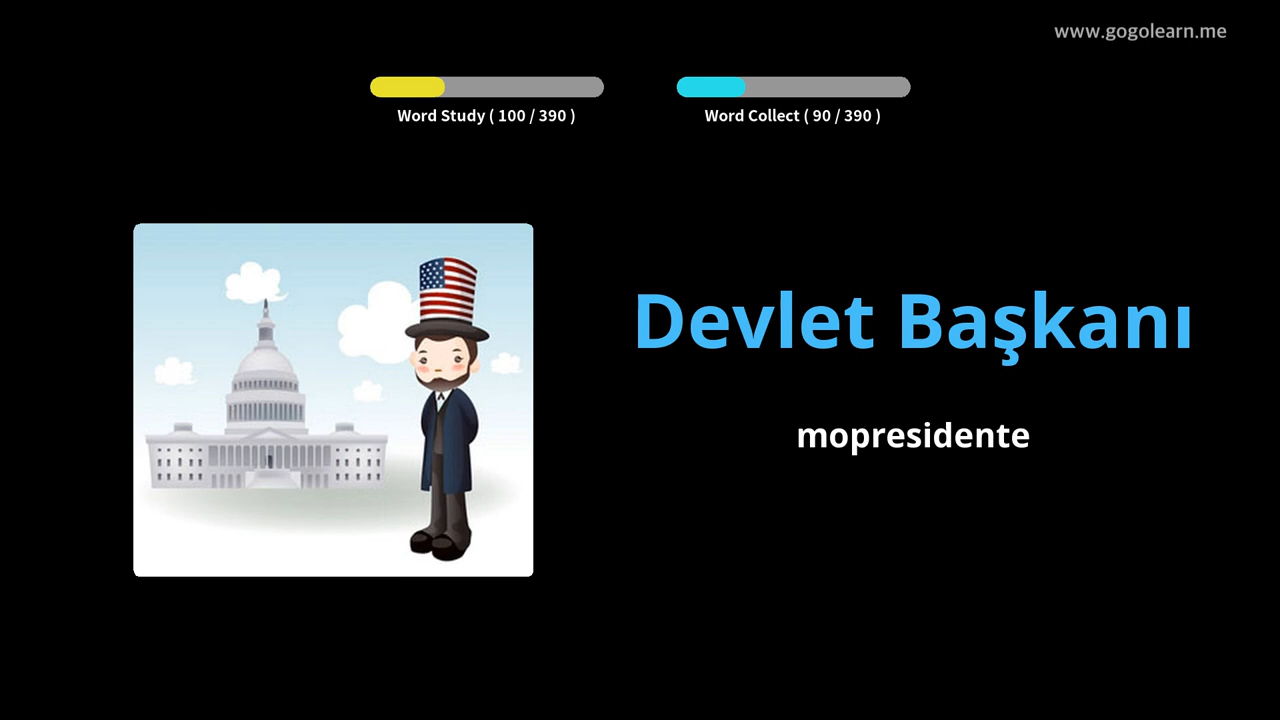 www.gogolearn.me
Word Study ( 100 / 390 )
Word Collect ( 90 / 390 )
Devlet Başkanı
mopresidente